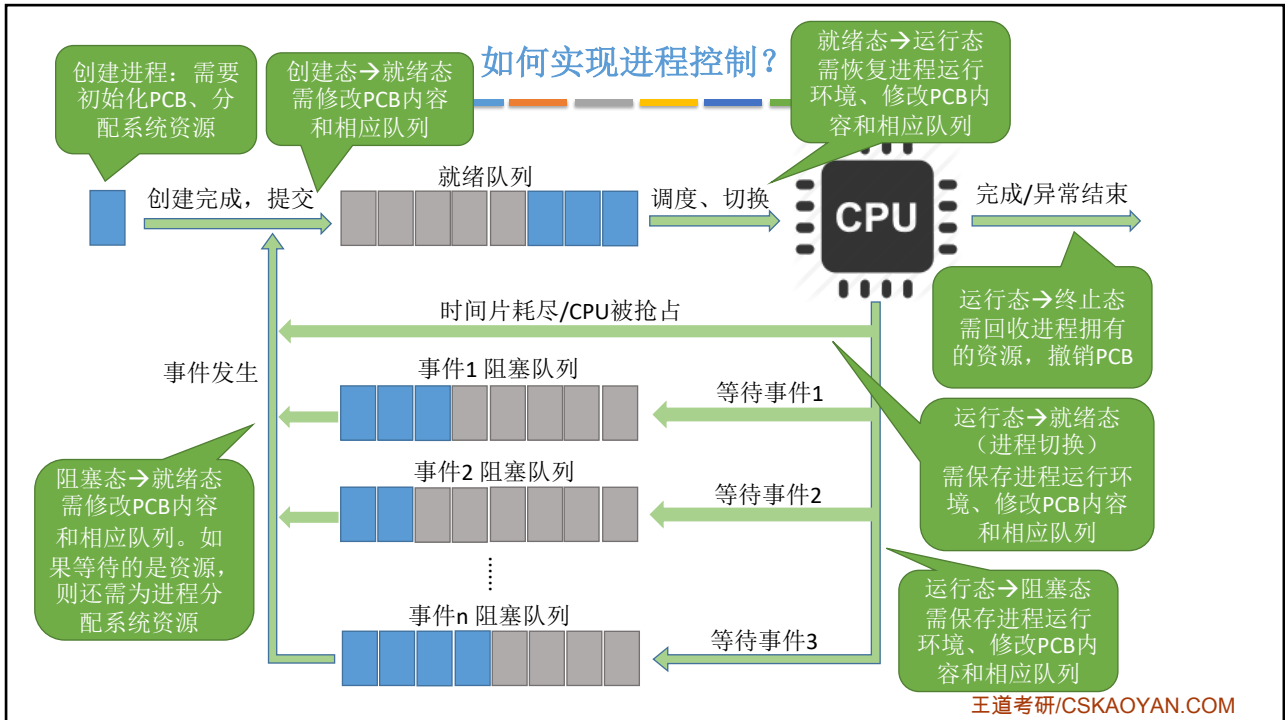 如何实现进程控制？
创建进程：需要
初始化PCB、分
配系统资源
创建态→就绪态
需修改PCB内容
和相应队列
就绪态→运行态
需恢复进程运行
环境、修改PCB内
容和相应队列
创建完成，提交
就绪队列
调度、切换
CPU
完成/异常结束
运行态→终止态
需回收进程拥有
的资源，撤销PCB
时间片耗尽/CPU被抢占
事件发生
事件1 阻塞队列
等待事件1
运行态→就绪态
（进程切换）
需保存进程运行环
境、修改PCB内容
和相应队列
阻塞态→就绪态
需修改PCB内容
和相应队列。如
果等待的是资源，
则还需为进程分
配系统资源
事件2 阻塞队列
等待事件2
……
运行态→阻塞态
需保存进程运行
环境、修改PCB内
容和相应队列
事件n 阻塞队列
等待事件3
王道考研/CSKAOYAN.COM